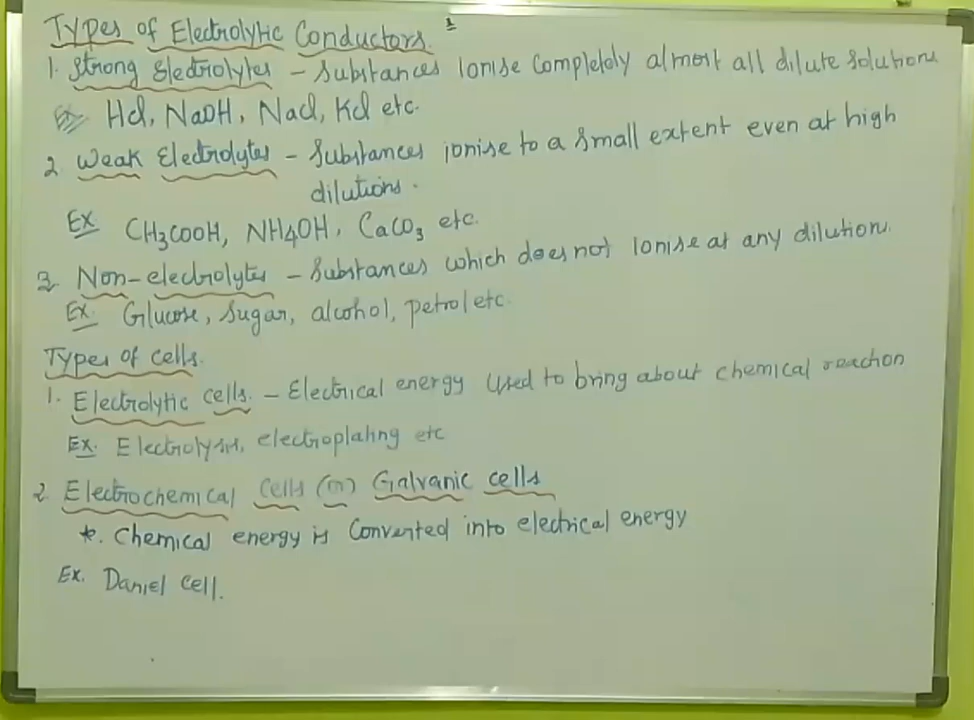 Types of Electrolytic Conductors.
1. Strong Electrolytes - Substances Ionise Completely almost all dilute solutions
Ex Hcl, NaOH, Nacl, Kcl etc.
2. Weak Electrolytes - Substances ionise to a small extent even at high
dilutions.
Ex CH3COOH, NH4OH, CaCO3 etc.
3. Non-electrolytes - Substances which does not Ionise at any dilution.
Ex. Glucose, Sugar, alcohol, petrol etc.
Types of cells.
1. Electrolytic cells. - Electrical energy used to bring about chemical reaction
Ex. Electrolysis, electroplating etc
2. Electrochemical cells (or) Galvanic cells
*. Chemical energy is Converted into electrical energy
Ex. Daniel Cell.